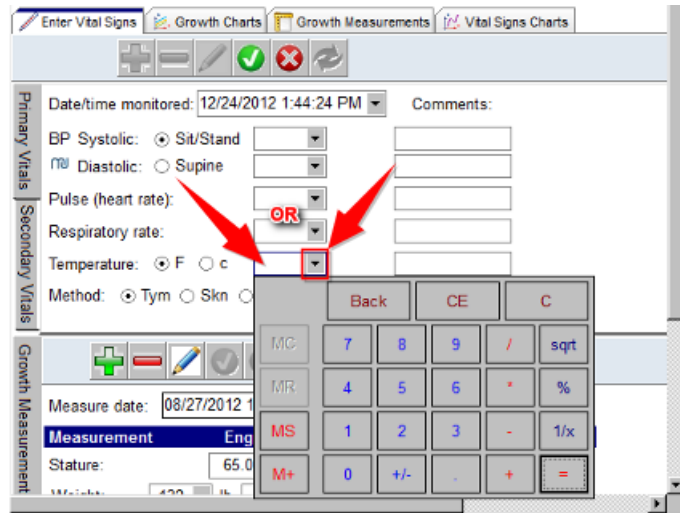 Enter Vital Signs Growth Charts Growth Measurements Vital Signs Charts
Primary Vitals
Secondary Vitals
Date/time monitored: 12/24/2012 1:44:24 PM Comments:
BP Systolic: Sit/Stand
Diastolic: Supine
Pulse (heart rate):
OR
Respiratory rate:
Temperature: F c
Method: Tym Skn
Back CE C
MC 7 8 9 / sqrt
MR 4 5 6 * %
MS 1 2 3 - 1/x
M+ 0 +/- . + =
Growth Measurement
Measure date: 08/27/2012 1
Measurement Eng
Stature: 65.0
Weight: 132 lb